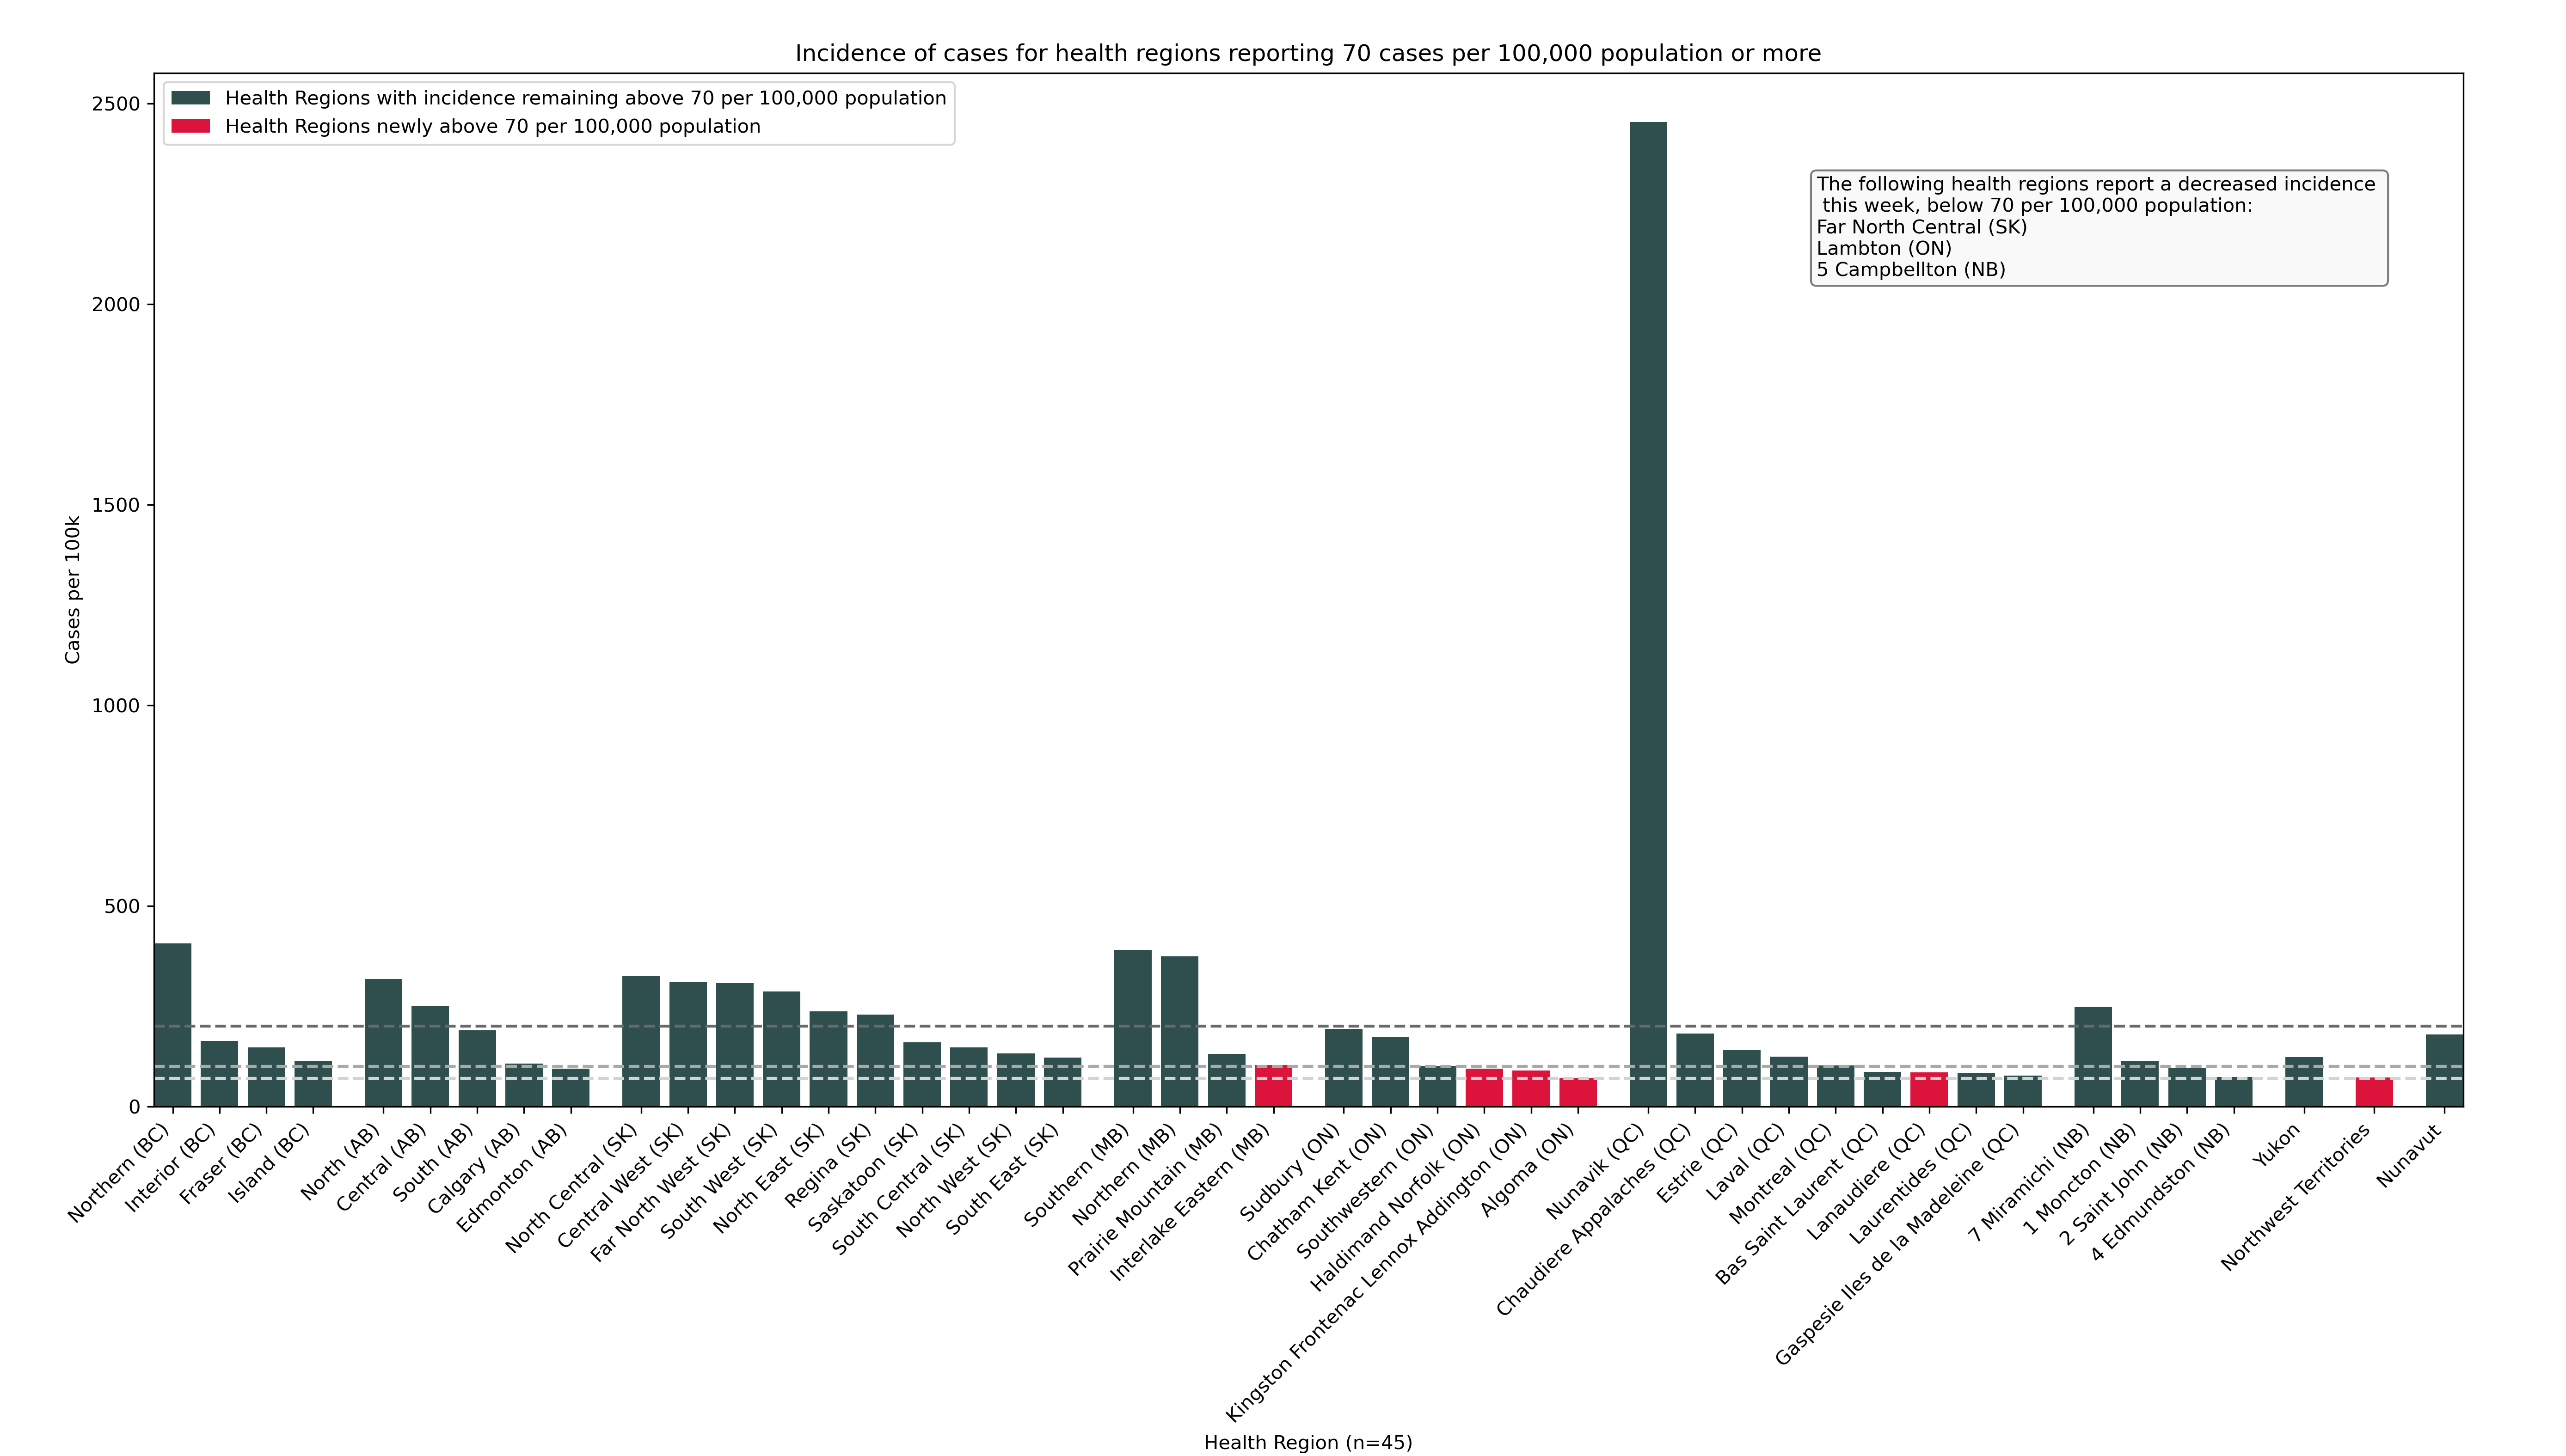 Incidence of cases for health regions reporting 70 cases per 100,000 population or more
Health Regions with incidence remaining above 70 per 100,000 population
Health Regions newly above 70 per 100,000 population
The following health regions report a decreased incidence
this week, below 70 per 100,000 population:
Far North Central (SK)
Lambton (ON)
5 Campbellton (NB)
Cases per 100k
2500
2000
1500
1000
500
0
Northern (BC)
Interior (BC)
Fraser (BC)
Island (BC)
North (AB)
Central (AB)
South (AB)
Calgary (AB)
Edmonton (AB)
North Central (SK)
Central West (SK)
Far North West (SK)
South West (SK)
North East (SK)
Regina (SK)
Saskatoon (SK)
South Central (SK)
North West (SK)
South East (SK)
Southern (MB)
Northern (MB)
Prairie Mountain (MB)
Interlake Eastern (MB)
Sudbury (ON)
Chatham Kent (ON)
Southwestern (ON)
Haldimand Norfolk (ON)
Kingston Frontenac Lennox Addington (ON)
Algoma (ON)
Nunavik (QC)
Chaudiere Appalaches (QC)
Estrie (QC)
Laval (QC)
Montreal (QC)
Bas Saint Laurent (QC)
Lanaudiere (QC)
Laurentides (QC)
Gaspesie Iles de la Madeleine (QC)
7 Miramichi (NB)
1 Moncton (NB)
2 Saint John (NB)
4 Edmundston (NB)
Yukon
Northwest Territories
Nunavut
Health Region (n=45)